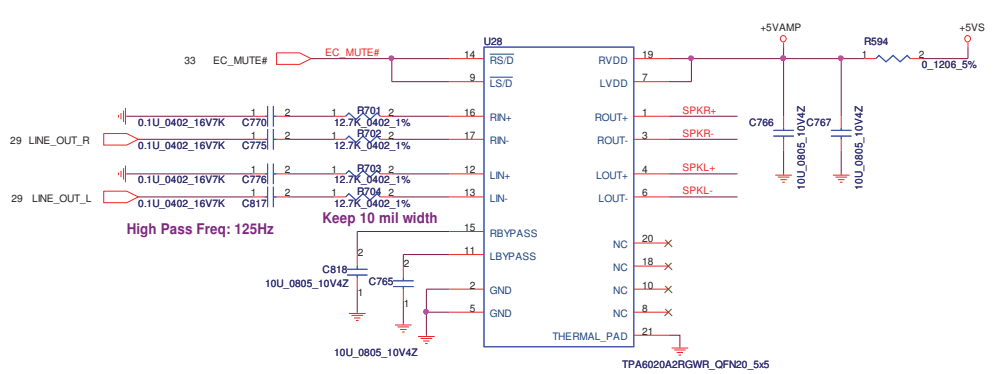 +5VAMP +5VS
U28 R594
33 EC_MUTE# EC_MUTE# 14 RS/D RVDD 19 1 2
0_1206_5%
9 LS/D LVDD 7
1 2 1 R701 2 16 RIN+ ROUT+ 1 SPKR+
0.1U_0402_16V7K C770 12.7K_0402_1% C766 C767
29 LINE_OUT_R 1 2 1 R702 2 17 RIN- ROUT- 3 SPKR-
0.1U_0402_16V7K C775 12.7K_0402_1%
10U_0805_10V4Z 10U_0805_10V4Z
1 2 1 R703 2 12 LIN+ LOUT+ 4 SPKL+
0.1U_0402_16V7K C776 12.7K_0402_1%
29 LINE_OUT_L 1 2 1 R704 2 13 LIN- LOUT- 6 SPKL-
0.1U_0402_16V7K C817 12.7K_0402_1%
Keep 10 mil width
High Pass Freq: 125Hz
15 RBYPASS
NC 20
2 11 LBYPASS
2 NC 18
C818
10U_0805_10V4Z C765
1 2 GND NC 10
1
5 GND NC 8
THERMAL_PAD 21
10U_0805_10V4Z
TPA6020A2RGWR_QFN20_5x5